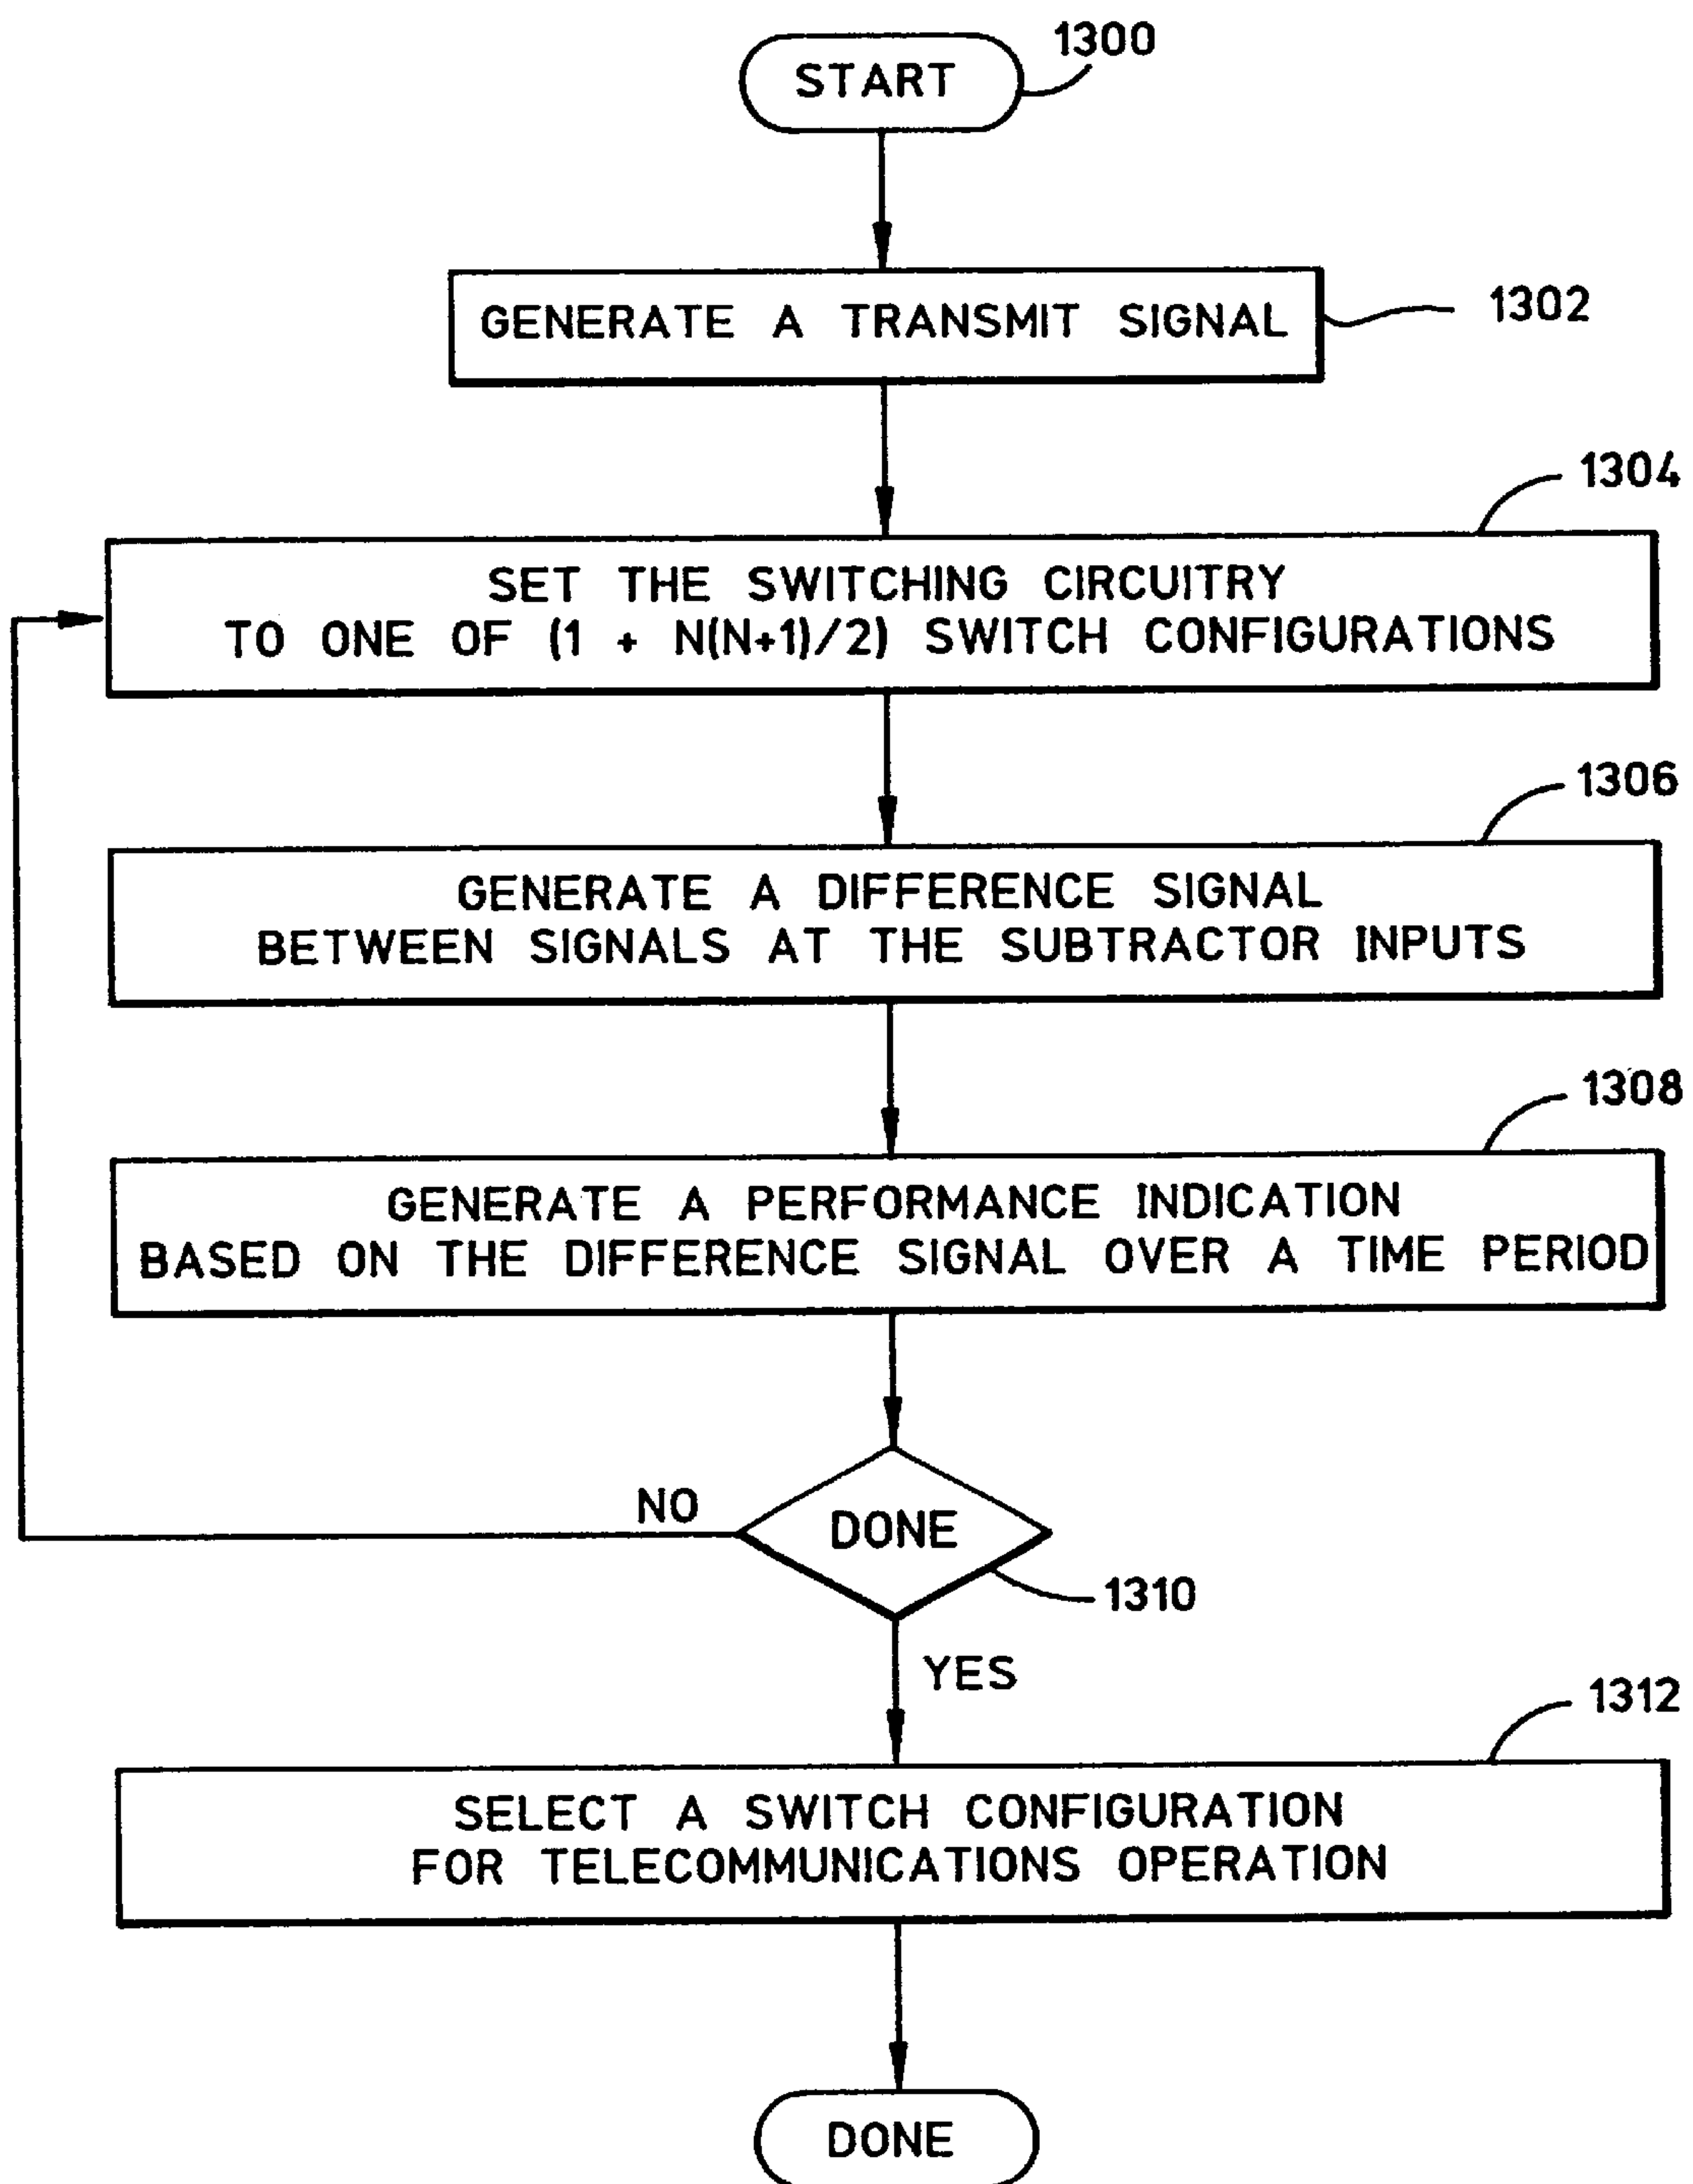 START
1300
GENERATE A TRANSMIT SIGNAL
1302
1304
SET THE SWITCHING CIRCUITRY
TO ONE OF (1 + N(N+1)/2) SWITCH CONFIGURATIONS
1306
GENERATE A DIFFERENCE SIGNAL
BETWEEN SIGNALS AT THE SUBTRACTOR INPUTS
1308
GENERATE A PERFORMANCE INDICATION
BASED ON THE DIFFERENCE SIGNAL OVER A TIME PERIOD
NO
DONE
1310
YES
1312
SELECT A SWITCH CONFIGURATION
FOR TELECOMMUNICATIONS OPERATION
DONE